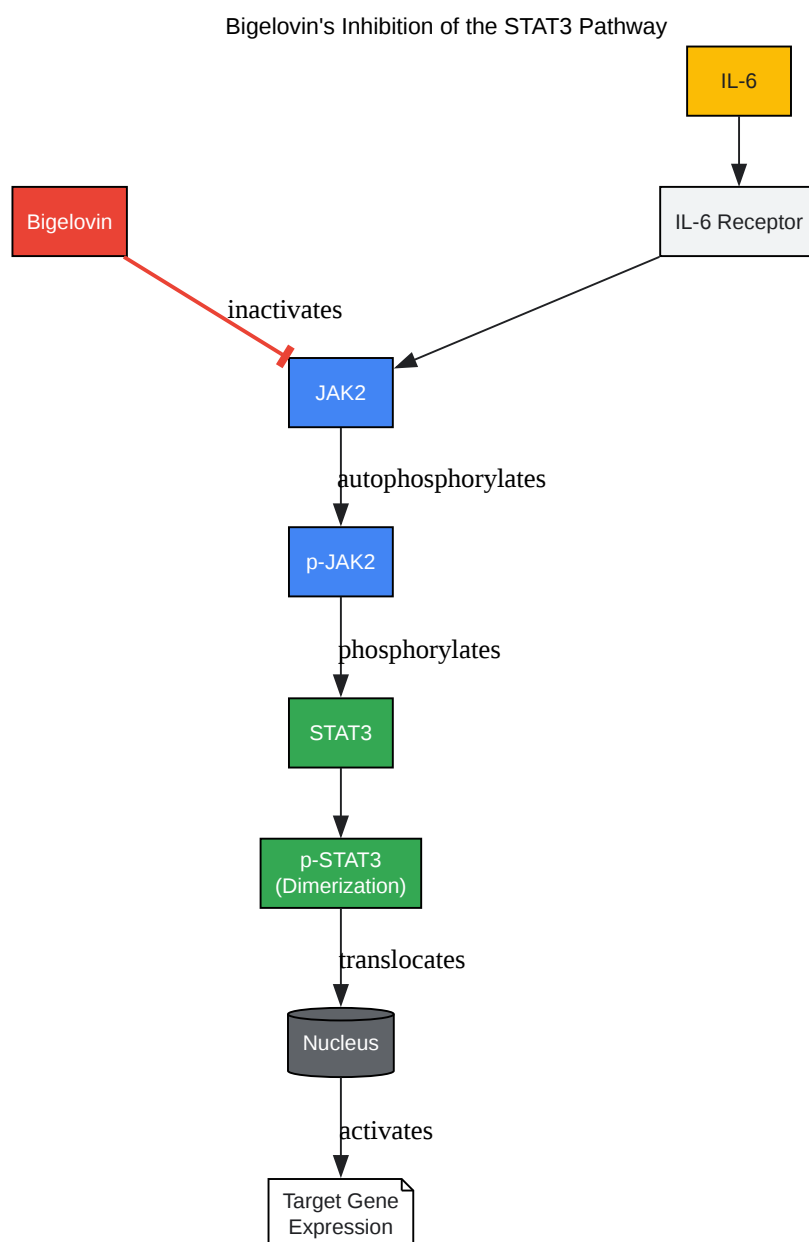 Bigelovin's Inhibition of the STAT3 Pathway
IL-6
Bigelovin
IL-6 Receptor
inactivates
JAK2
autophosphorylates
p-JAK2
phosphorylates
STAT3
p-STAT3
(Dimerization)
translocates
Nucleus
activates
Target Gene
Expression